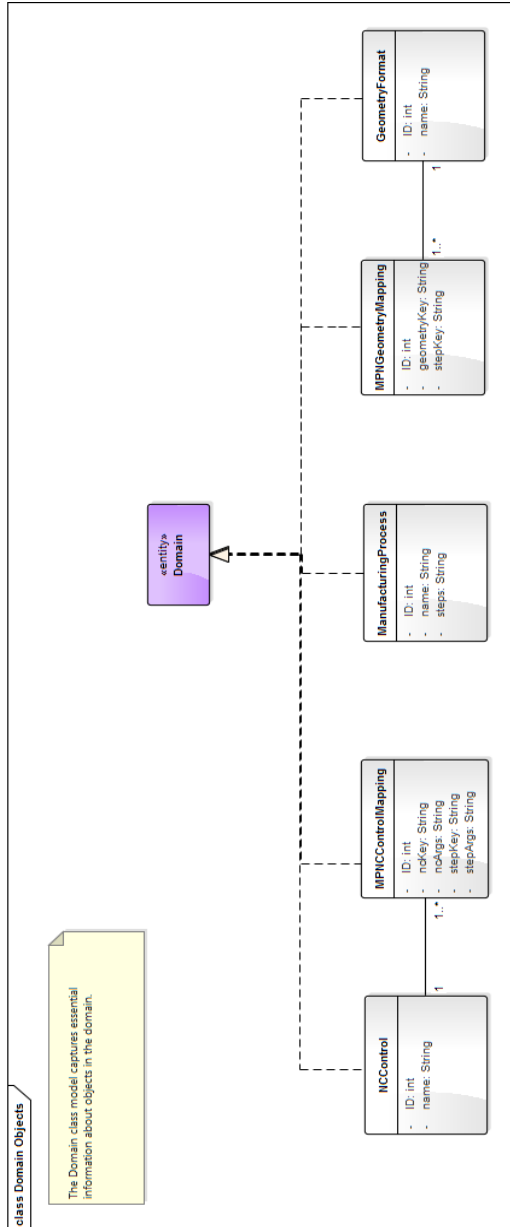 class Domain Objects
The Domain class model captures essential
information about objects in the domain.
«entity»
Domain
NCControl
- ID: int
- name: String
1
1..*
MPNCControlMapping
- ID: int
- ncKey: String
- ncArgs: String
- stepKey: String
- stepArgs: String
ManufacturingProcess
- ID: int
- name: String
- steps: String
MPNGeometryMapping
- ID: int
- geometryKey: String
- stepKey: String
1..*
1
GeometryFormat
- ID: int
- name: String